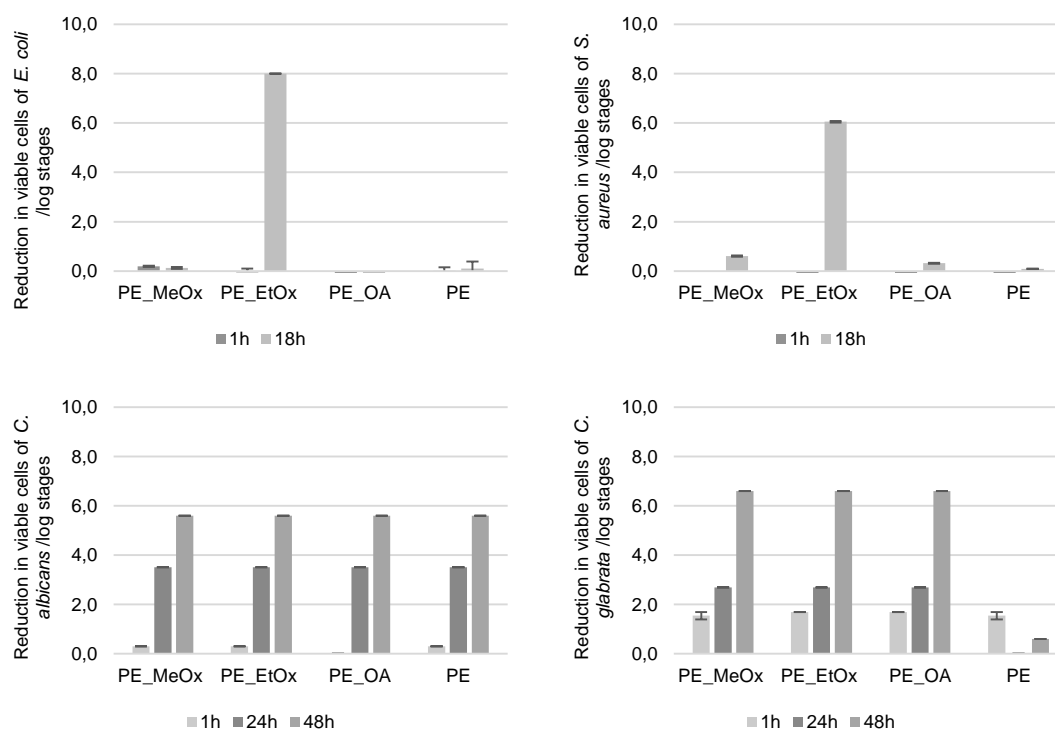 Reduction in viable cells of E. coli
/log stages
10,0
8,0
6,0
4,0
2,0
0,0
PE_MeOx PE_EtOx PE_OA PE
1h 18h
Reduction in viable cells of S.
aureus /log stages
10,0
8,0
6,0
4,0
2,0
0,0
PE_MeOx PE_EtOx PE_OA PE
1h 18h
Reduction in viable cells of C.
albicans /log stages
10,0
8,0
6,0
4,0
2,0
0,0
PE_MeOx PE_EtOx PE_OA PE
1h 24h 48h
Reduction in viable cells of C.
glabrata /log stages
10,0
8,0
6,0
4,0
2,0
0,0
PE_MeOx PE_EtOx PE_OA PE
1h 24h 48h